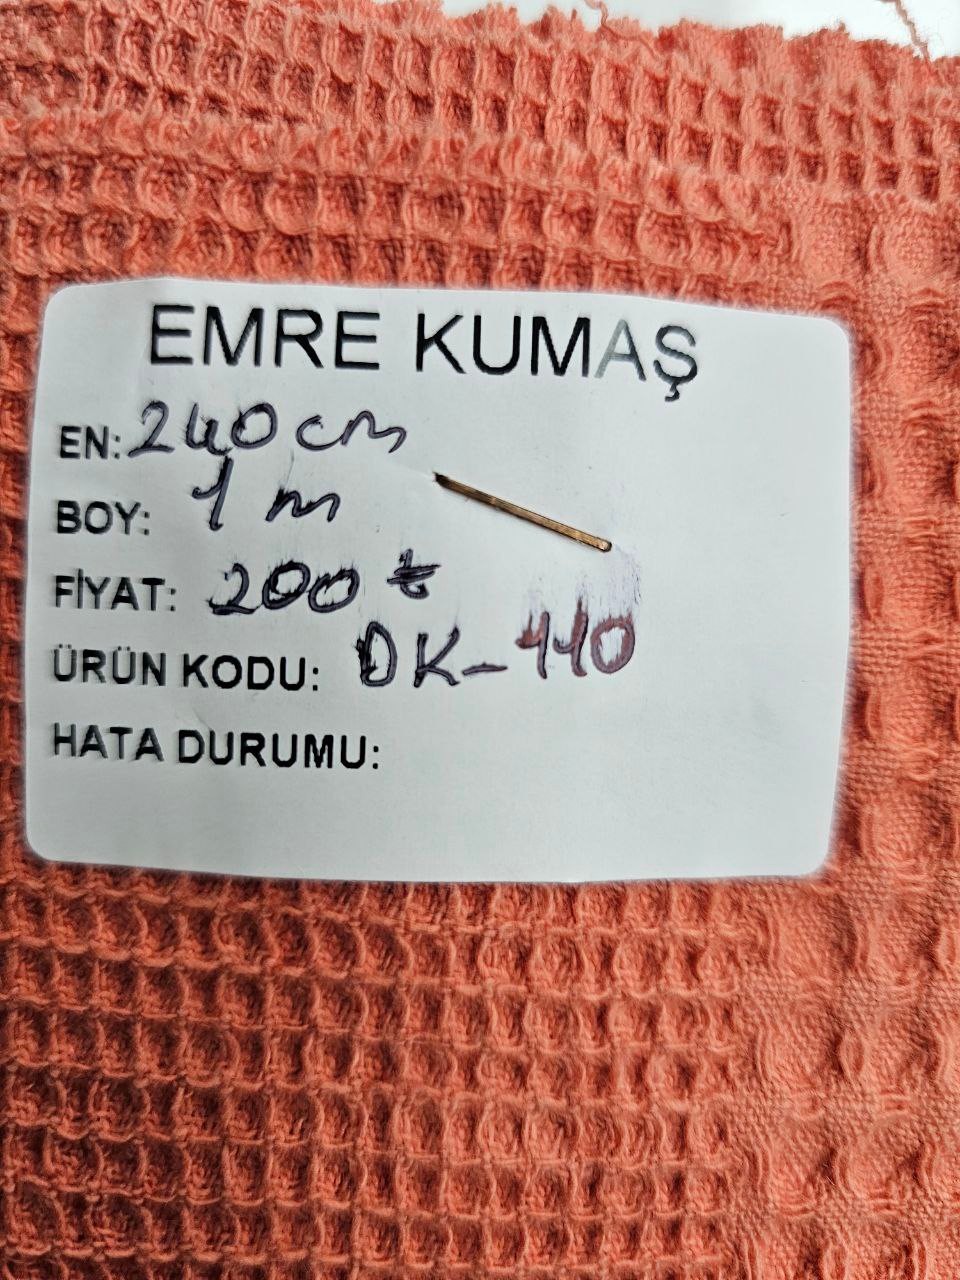 EMRE KUMAŞ
EN: 240 cm
BOY: 1 m
FİYAT: 200 ₺
ÜRÜN KODU: DK-440
HATA DURUMU: